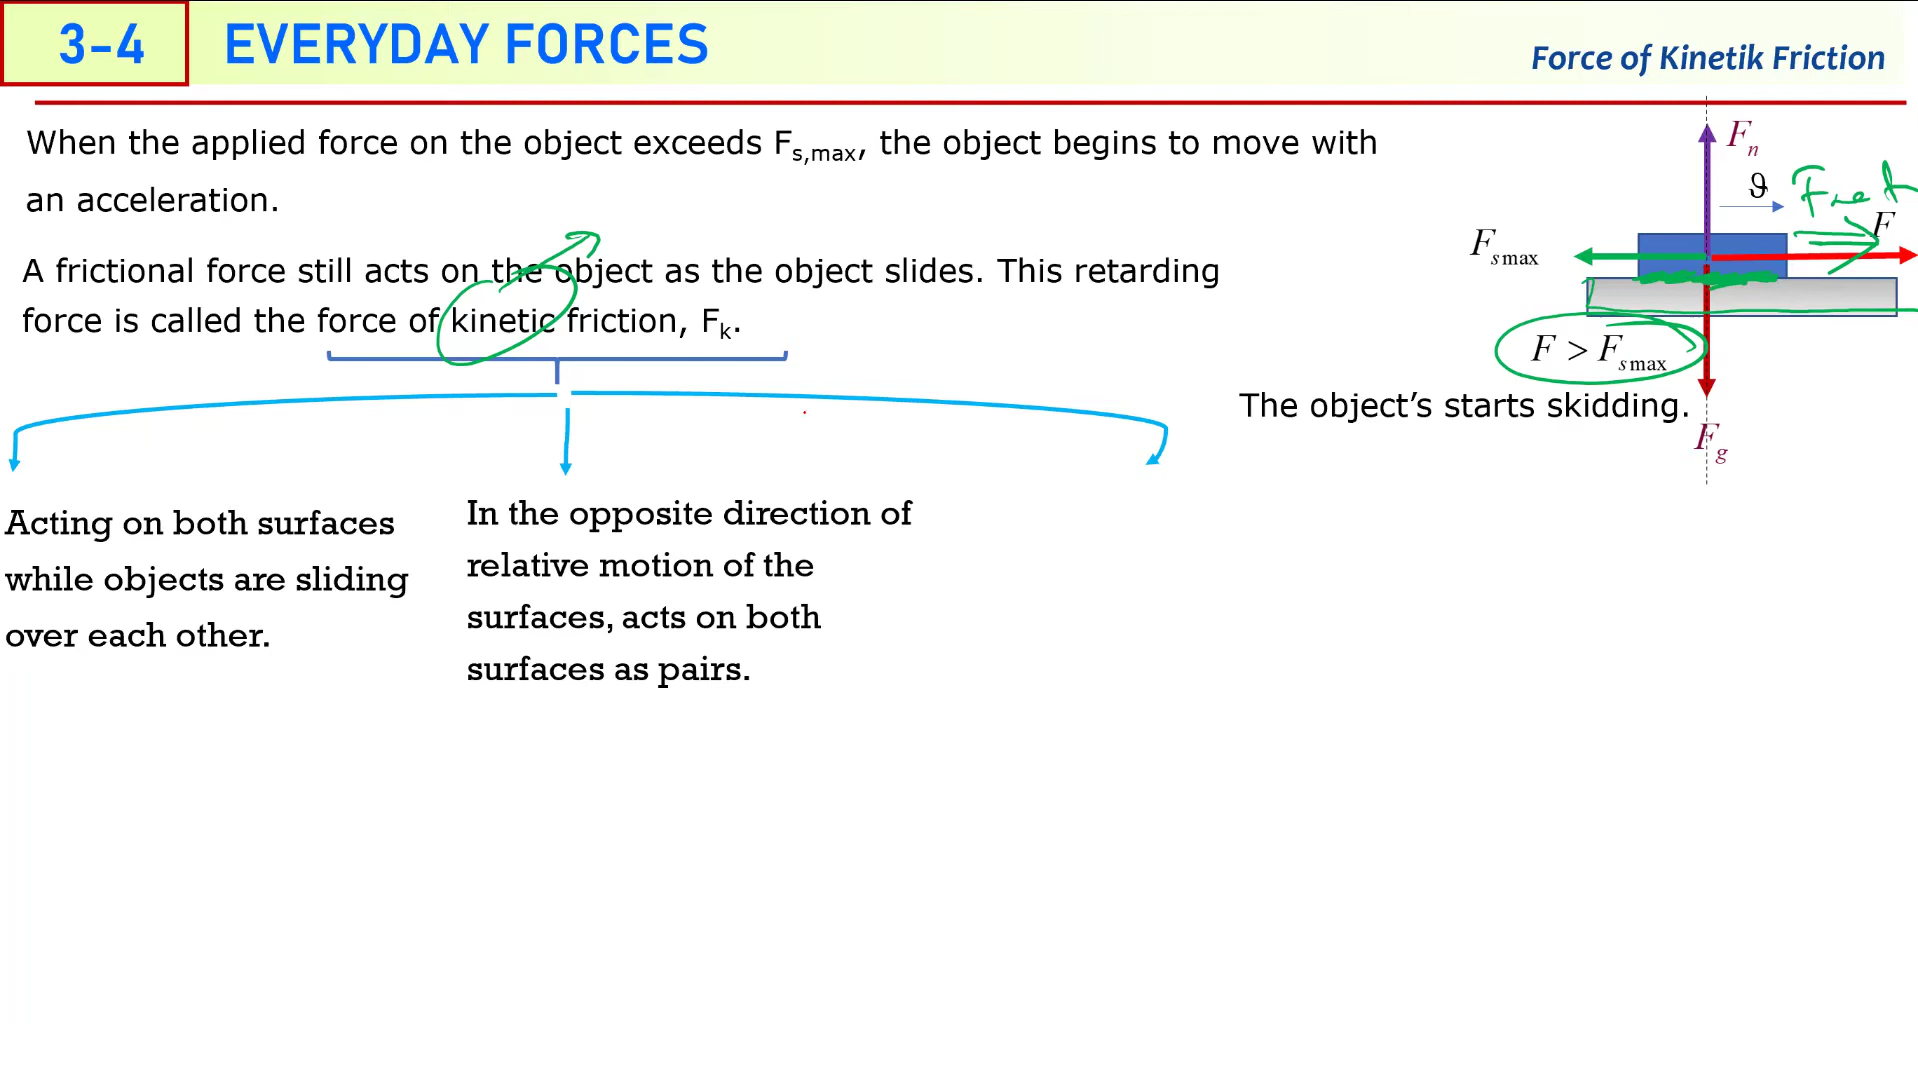 3-4 EVERYDAY FORCES
Force of Kinetik Friction
When the applied force on the object exceeds Fs,max, the object begins to move with
an acceleration.
A frictional force still acts on the object as the object slides. This retarding
force is called the force of kinetic friction, Fk.
Fn
ϑ
Fnet
F
Fsmax
F > Fsmax
The object’s starts skidding.
Fg
Acting on both surfaces
while objects are sliding
over each other.
In the opposite direction of
relative motion of the
surfaces, acts on both
surfaces as pairs.